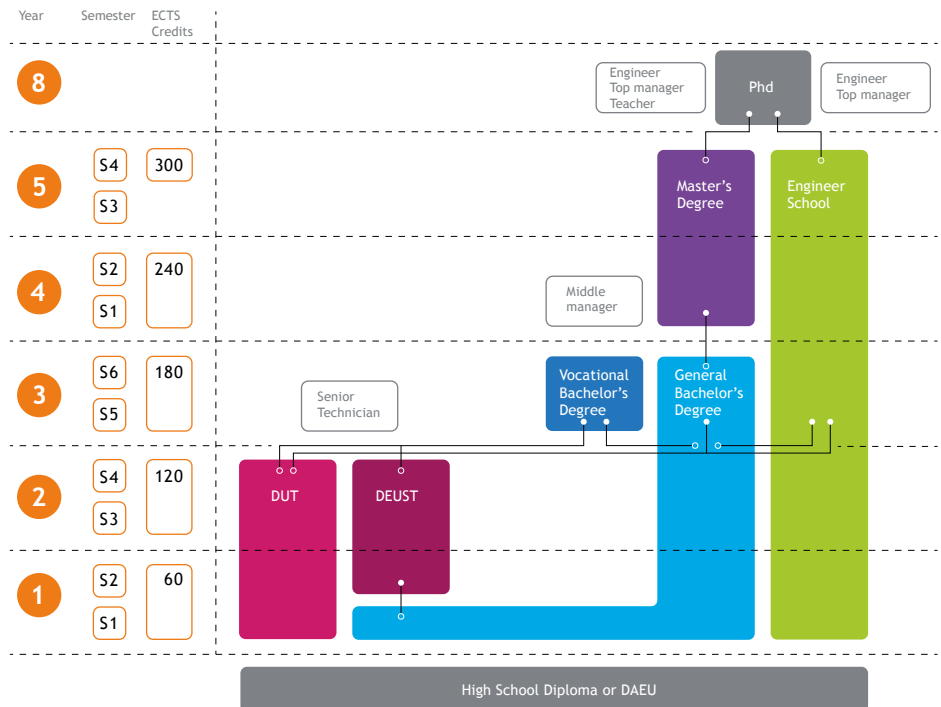 Year
Semester
ECTS
Credits
8
Engineer
Top manager
Teacher
Phd
Engineer
Top manager
5
S4
300
S3
Master's
Degree
Engineer
School
4
S2
240
S1
Middle
manager
3
S6
180
S5
Senior
Technician
Vocational
Bachelor's
Degree
General
Bachelor's
Degree
2
S4
120
S3
DUT
DEUST
1
S2
60
S1
High School Diploma or DAEU